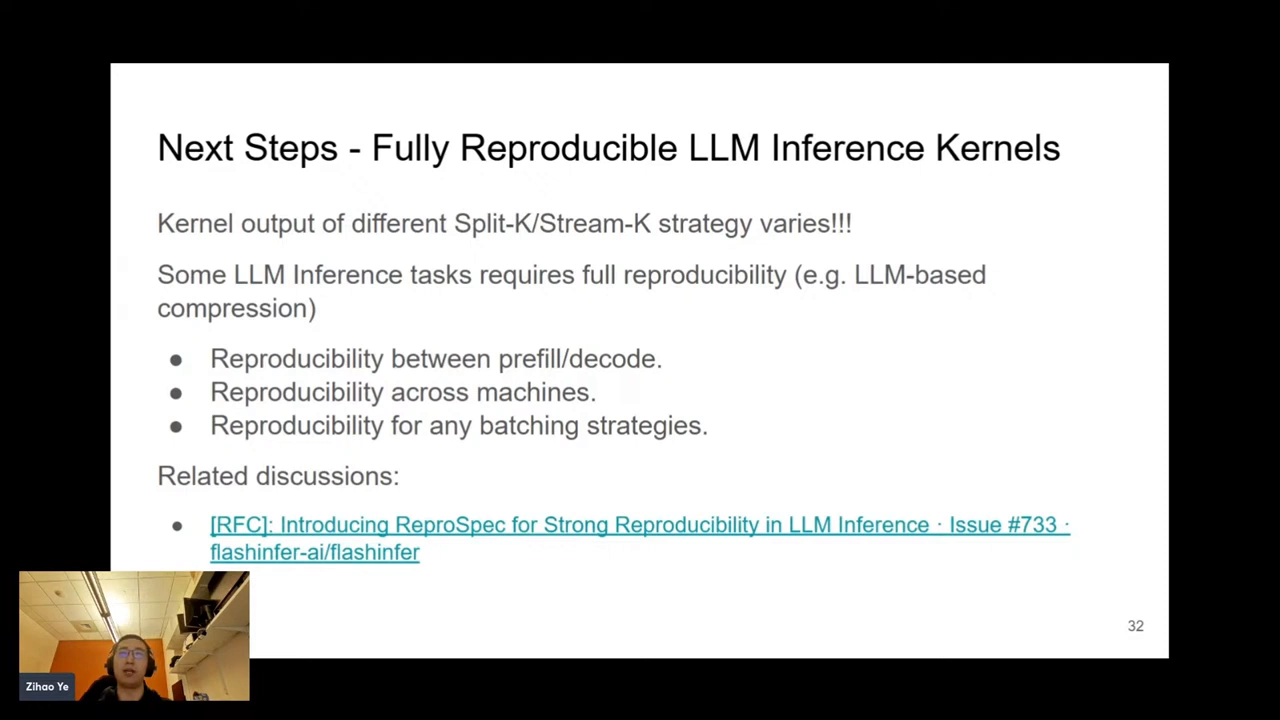 Next Steps - Fully Reproducible LLM Inference Kernels
Kernel output of different Split-K/Stream-K strategy varies!!!
Some LLM Inference tasks requires full reproducibility (e.g. LLM-based
compression)
● Reproducibility between prefill/decode.
● Reproducibility across machines.
● Reproducibility for any batching strategies.
Related discussions:
● [RFC]: Introducing ReproSpec for Strong Reproducibility in LLM Inference · Issue #733 ·
flashinfer-ai/flashinfer
32
Zihao Ye